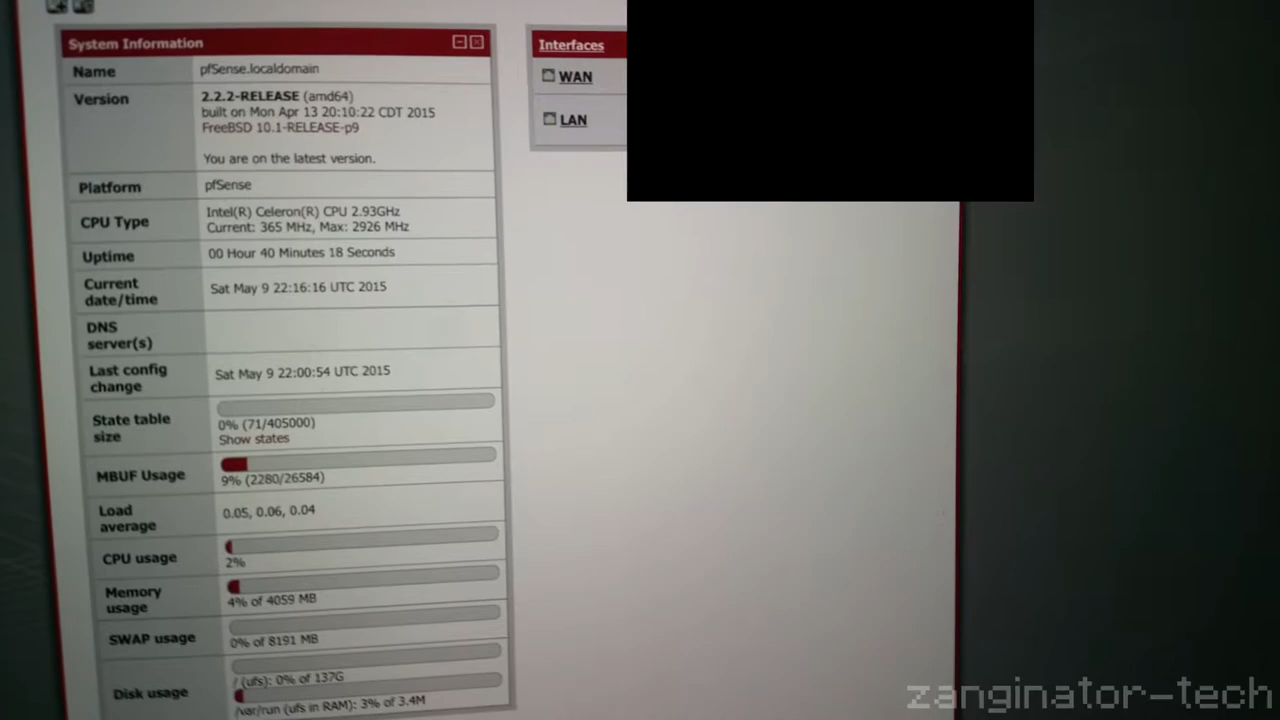 System Information
Name pfSense.localdomain
Version 2.2.2-RELEASE (amd64)
built on Mon Apr 13 20:10:22 CDT 2015
FreeBSD 10.1-RELEASE-p9
You are on the latest version.
Platform pfSense
CPU Type Intel(R) Celeron(R) CPU 2.93GHz
Current: 365 MHz, Max: 2926 MHz
Uptime 00 Hour 40 Minutes 18 Seconds
Current
date/time Sat May 9 22:16:16 UTC 2015
DNS
server(s)
Last config
change Sat May 9 22:00:54 UTC 2015
State table
size 0% (71/405000)
Show states
MBUF Usage 9% (2280/26584)
Load
average 0.05, 0.06, 0.04
CPU usage 2%
Memory
usage 4% of 4059 MB
SWAP usage 0% of 8191 MB
Disk usage / (ufs): 0% of 137G
/var/run (ufs in RAM): 3% of 3.4M
Interfaces
WAN
LAN
zanginator-tech